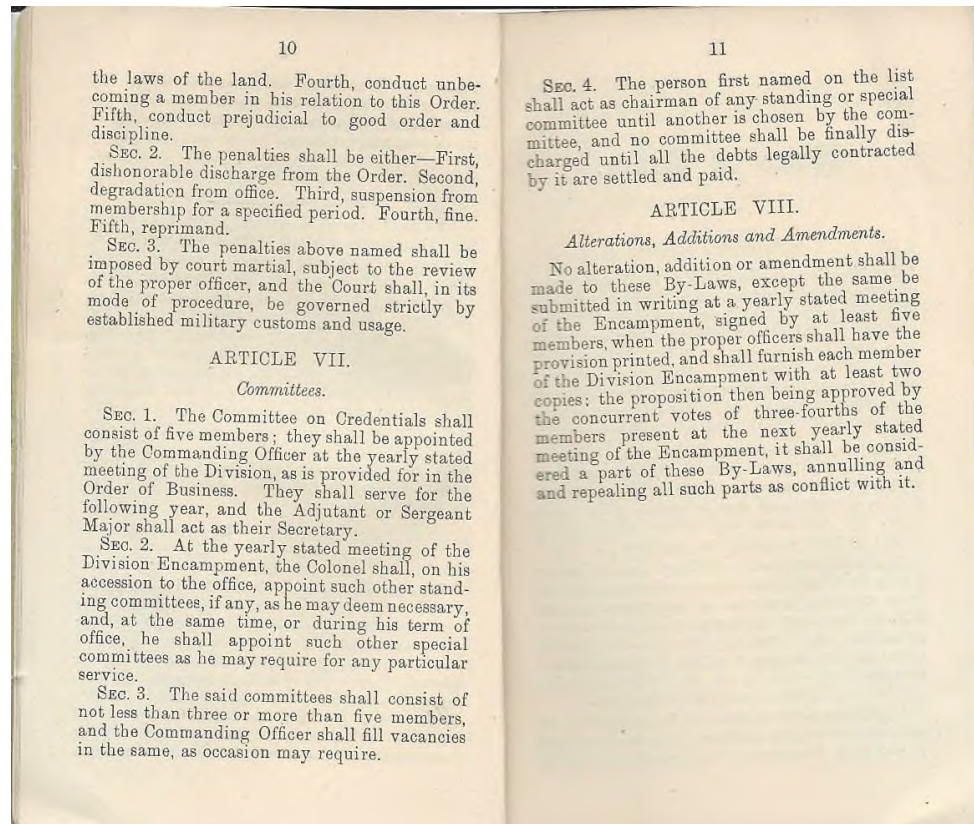 10
the laws of the land. Fourth, conduct unbe-
coming a member in his relation to this Order.
Fifth, conduct prejudicial to good order and
discipline.
SEC. 2. The penalties shall be either—First,
dishonorable discharge from the Order. Second,
degradation from office. Third, suspension from
membership for a specified period. Fourth, fine.
Fifth, reprimand.
SEC. 3. The penalties above named shall be
imposed by court martial, subject to the review
of the proper officer, and the Court shall, in its
mode of procedure, be governed strictly by
established military customs and usage.
ARTICLE VII.
Committees.
SEC. 1. The Committee on Credentials shall
consist of five members; they shall be appointed
by the Commanding Officer at the yearly stated
meeting of the Division, as is provided for in the
Order of Business. They shall serve for the
following year, and the Adjutant or Sergeant
Major shall act as their Secretary.
SEC. 2. At the yearly stated meeting of the
Division Encampment, the Colonel shall, on his
accession to the office, appoint such other stand-
ing committees, if any, as he may deem necessary,
and, at the same time, or during his term of
office, he shall appoint such other special
committees as he may require for any particular
service.
SEC. 3. The said committees shall consist of
not less than three or more than five members,
and the Commanding Officer shall fill vacancies
in the same, as occasion may require.
11
SEC. 4. The person first named on the list
shall act as chairman of any standing or special
committee until another is chosen by the com-
mittee, and no committee shall be finally dis-
charged until all the debts legally contracted
by it are settled and paid.
ARTICLE VIII.
Alterations, Additions and Amendments.
No alteration, addition or amendment shall be
made to these By-Laws, except the same be
submitted in writing at a yearly stated meeting
of the Encampment, signed by at least five
members, when the proper officers shall have the
provision printed, and shall furnish each member
of the Division Encampment with at least two
copies; the proposition then being approved by
the concurrent votes of three-fourths of the
members present at the next yearly stated
meeting of the Encampment, it shall be consid-
ered a part of these By-Laws, annulling and
and repealing all such parts as conflict with it.